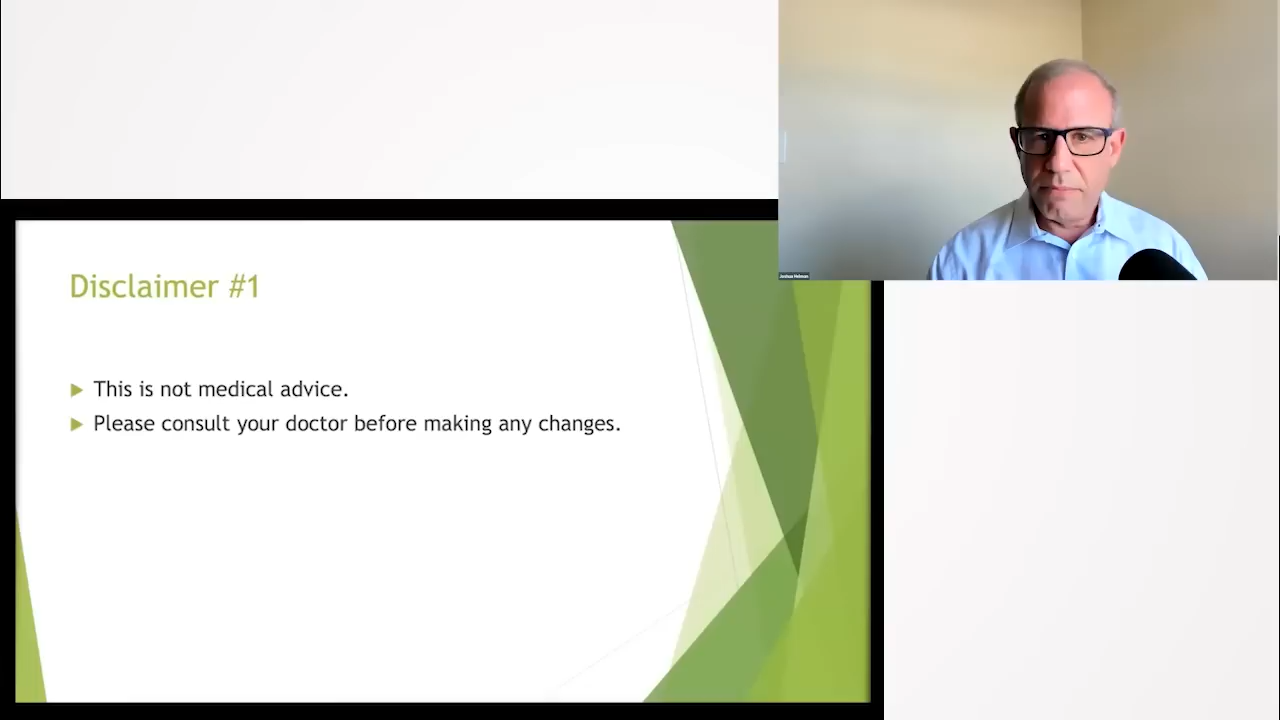 Disclaimer #1
This is not medical advice.
Please consult your doctor before making any changes.